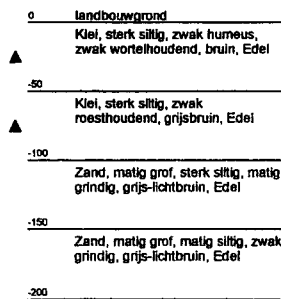 0 landbouwgrond
Klei, sterk siltig, zwak humeus,
zwak wortelhoudend, bruin, Edel
-50
Klei, sterk siltig, zwak
roesthoudend, grijsbruin, Edel
-100
Zand, matig grof, sterk siltig, matig
grindig, grijs-lichtbruin, Edel
-150
Zand, matig grof, matig siltig, zwak
grindig, grijs-lichtbruin, Edel
-200